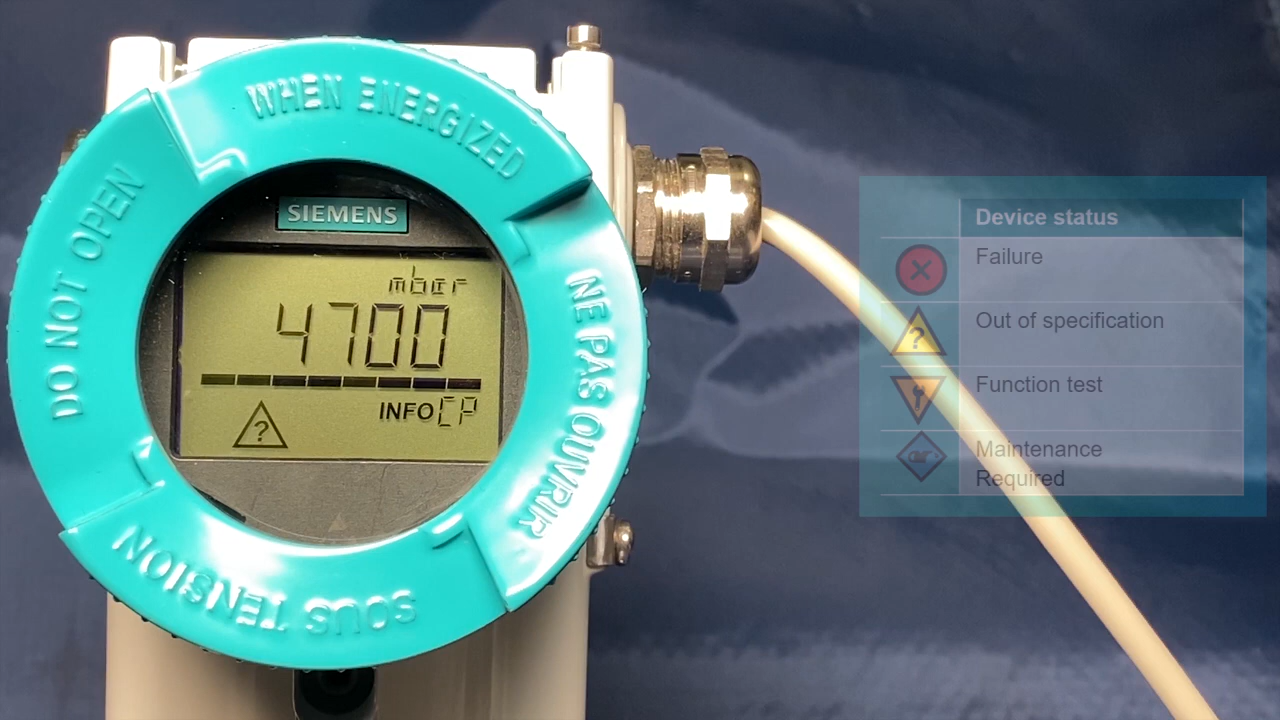 WHEN ENERGIZED
DO NOT OPEN
NE PAS OUVRIR
SOUS TENSION
SIEMENS
mbar
4700
INFO CP
?
Device status
Failure
? Out of specification
Function test
Maintenance
Required